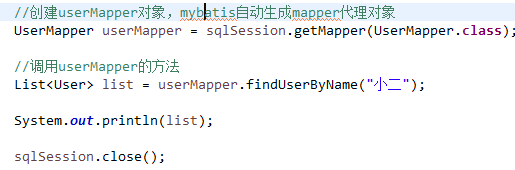 //创建userMapper对象，mybatis自动生成mapper代理对象
UserMapper userMapper = sqlSession.getMapper(UserMapper.class);
//调用userMapper的方法
List<User> list = userMapper.findUserByName("小二");
System.out.println(list);
sqlSession.close();